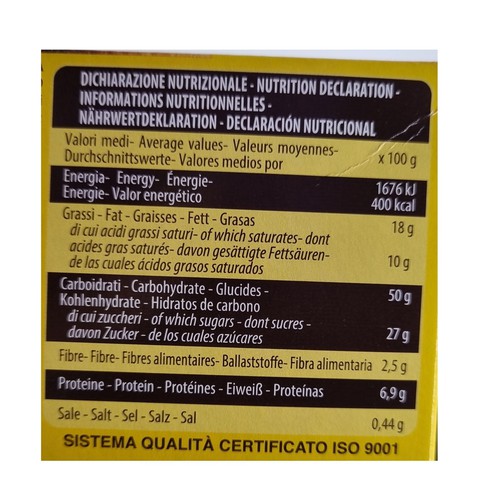 DICHIARAZIONE NUTRIZIONALE - NUTRITION DECLARATION -
INFORMATIONS NUTRITIONNELLES -
NÄHRWERTDEKLARATION - DECLARACIÓN NUTRICIONAL
Valori medi- Average values- Valeurs moyennes-
Durchschnittswerte- Valores medios por x 100 g
Energia- Energy- Énergie- 1676 kJ
Energie- Valor energético 400 kcal
Grassi - Fat - Graisses - Fett - Grasas 18 g
di cui acidi grassi saturi- of which saturates- dont
acides gras saturés- davon gesättigte Fettsäuren-
de las cuales ácidos grasos saturados 10 g
Carboidrati - Carbohydrate - Glucides - 50 g
Kohlenhydrate - Hidratos de carbono
di cui zuccheri - of which sugars - dont sucres -
davon Zucker - de los cuales azúcares 27 g
Fibre- Fibre- Fibres alimentaires- Ballaststoffe- Fibra alimentaria 2,5 g
Proteine - Protein - Protéines - Eiweiß - Proteínas 6,9 g
Sale - Salt - Sel - Salz - Sal 0,44 g
SISTEMA QUALITÀ CERTIFICATO ISO 9001